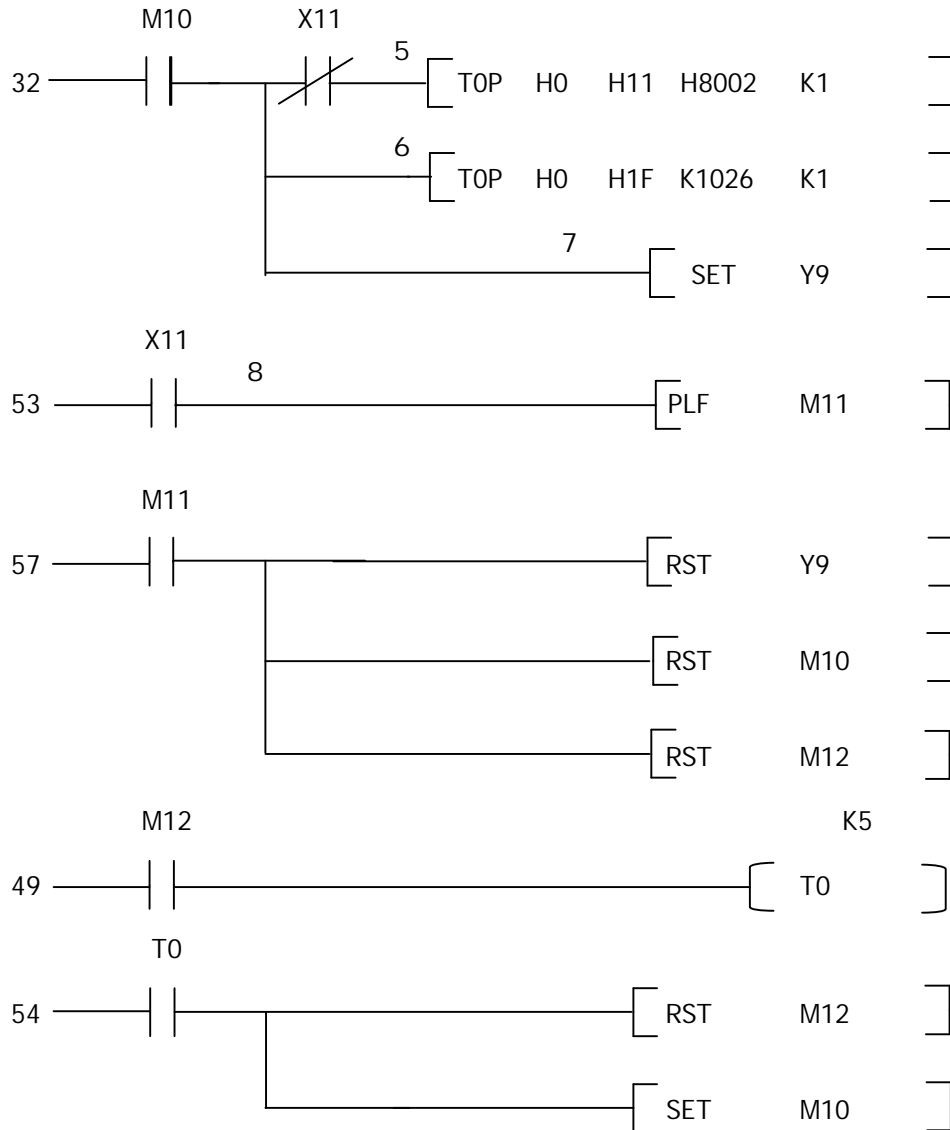 M10 X11
5
32 T0P H0 H11 H8002 K1
6
T0P H0 H1F K1026 K1
7
SET Y9
X11
8
53 PLF M11
M11
57 RST Y9
RST M10
RST M12
M12 K5
49 T0
T0
54 RST M12
SET M10